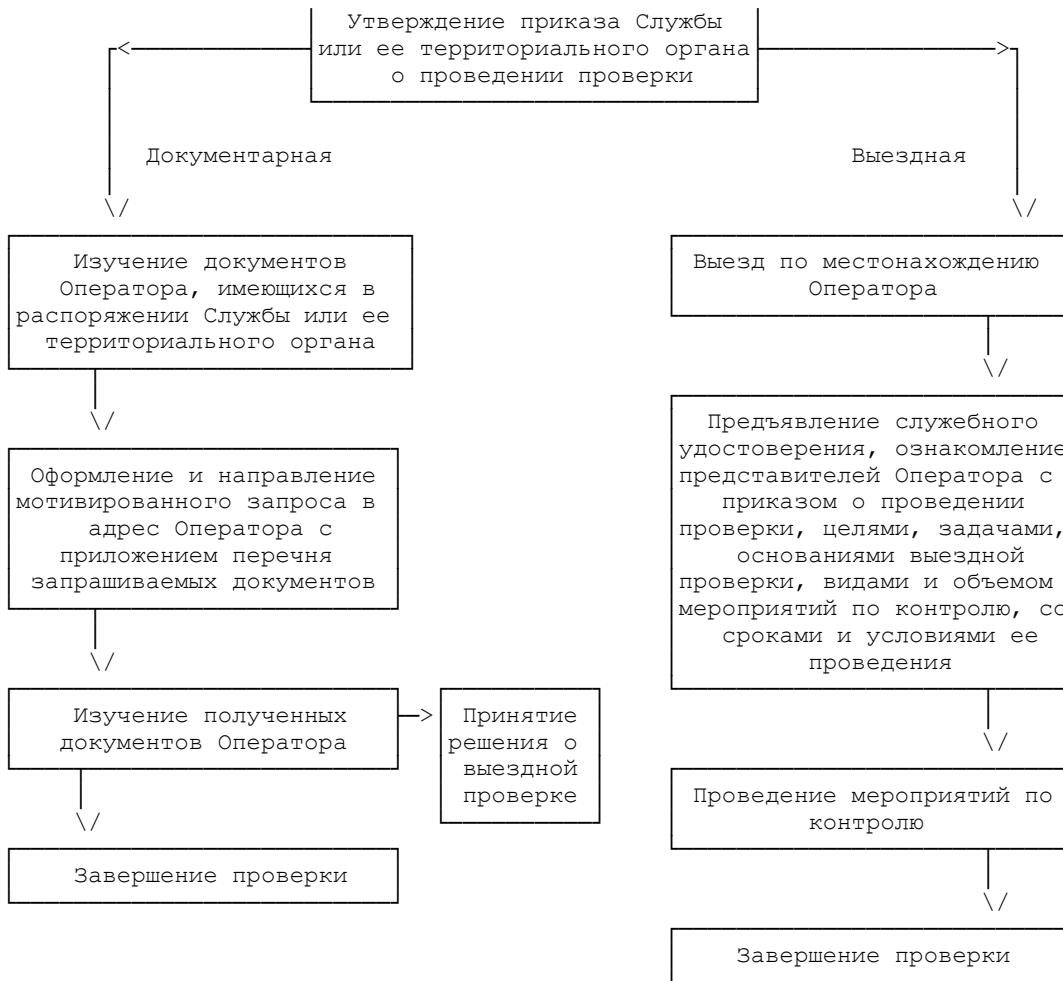 Утверждение приказа Службы
или ее территориального органа
о проведении проверки
Документарная
Выездная
Изучение документов
Оператора, имеющихся в
распоряжении Службы или ее
территориального органа
Оформление и направление
мотивированного запроса в
адрес Оператора с
приложением перечня
запрашиваемых документов
Изучение полученных
документов Оператора
Принятие
решения о
выездной
проверке
Завершение проверки
Выезд по местонахождению
Оператора
Предъявление служебного
удостоверения, ознакомление
представителей Оператора с
приказом о проведении
проверки, целями, задачами,
основаниями выездной
проверки, видами и объемом
мероприятий по контролю, со
сроками и условиями ее
проведения
Проведение мероприятий по
контролю
Завершение проверки